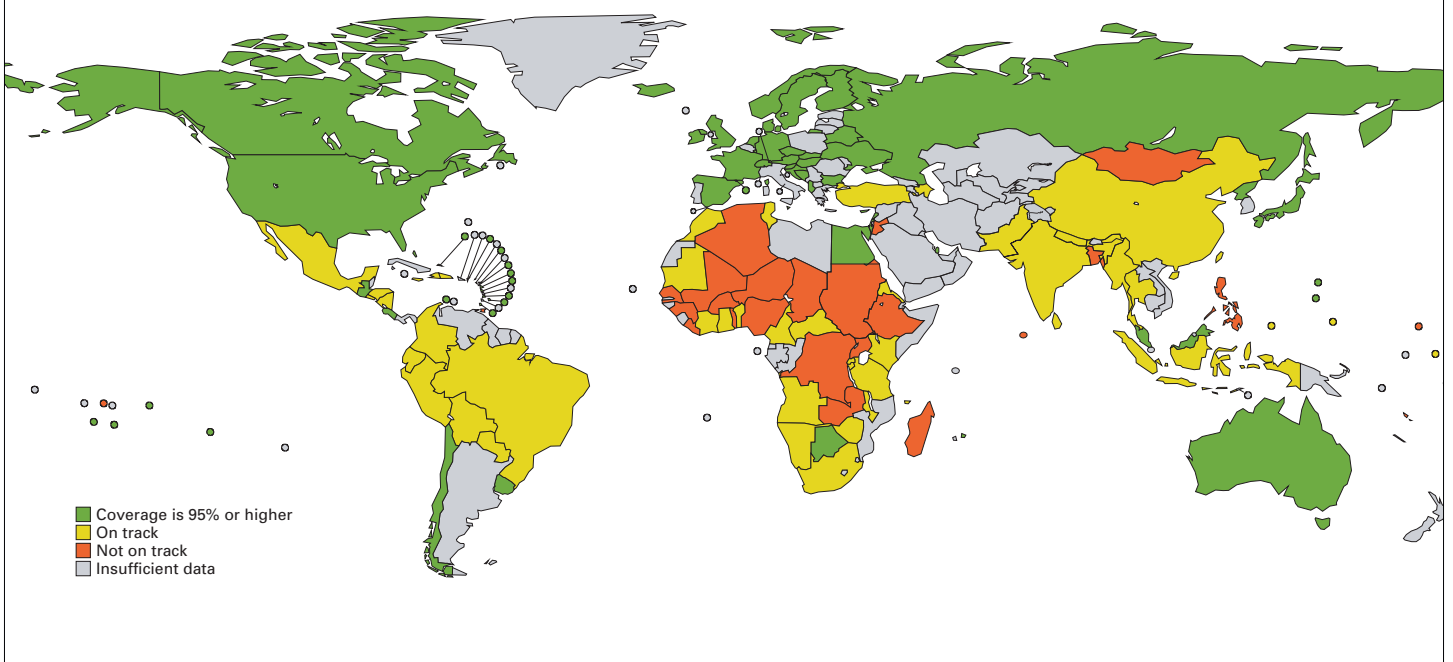 Coverage is 95% or higher
On track
Not on track
Insufficient data